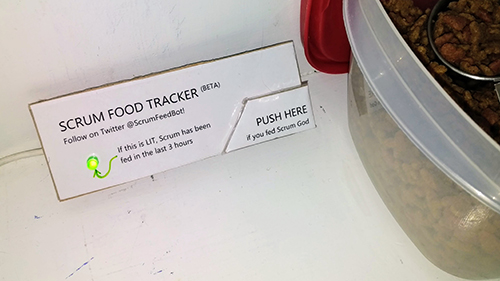 SCRUM FOOD TRACKER (BETA)
Follow on Twitter @ScrumFeedBot!
If this is LIT, Scrum has been
fed in the last 3 hours
PUSH HERE
if you fed Scrum God